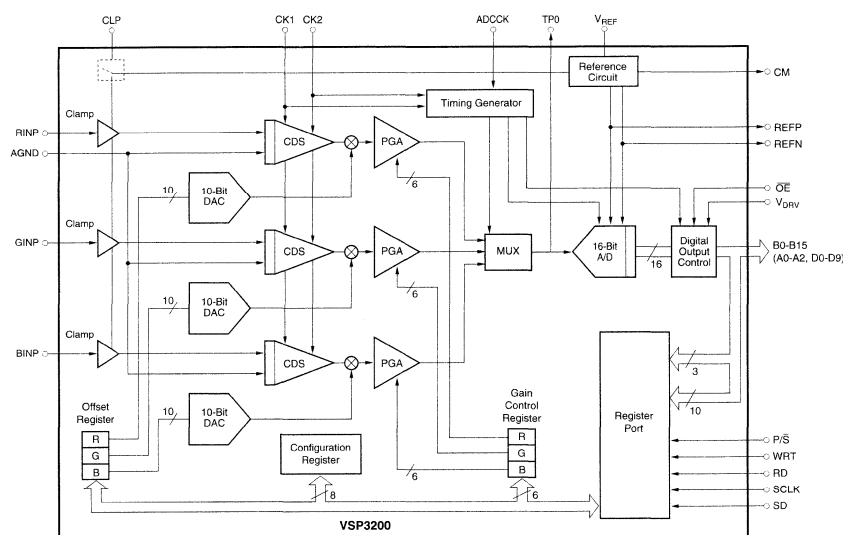 CLP CK1 CK2 ADCCK TP0 VREF
Reference Circuit
CM
Clamp
Timing Generator
RINP
CDS
PGA
REFP
AGND
REFN
6
10
10-Bit DAC
OE
VDRV
Clamp
GINP
CDS
PGA
MUX
16-Bit A/D
16
Digital Output Control
B0-B15
(A0-A2, D0-D9)
10
10-Bit DAC
6
Clamp
BINP
CDS
PGA
3
Offset Register
10
10-Bit DAC
Gain Control Register
10
Register Port
R
G
B
Configuration Register
R
G
B
6
P/S
WRT
RD
SCLK
SD
8
6
VSP3200